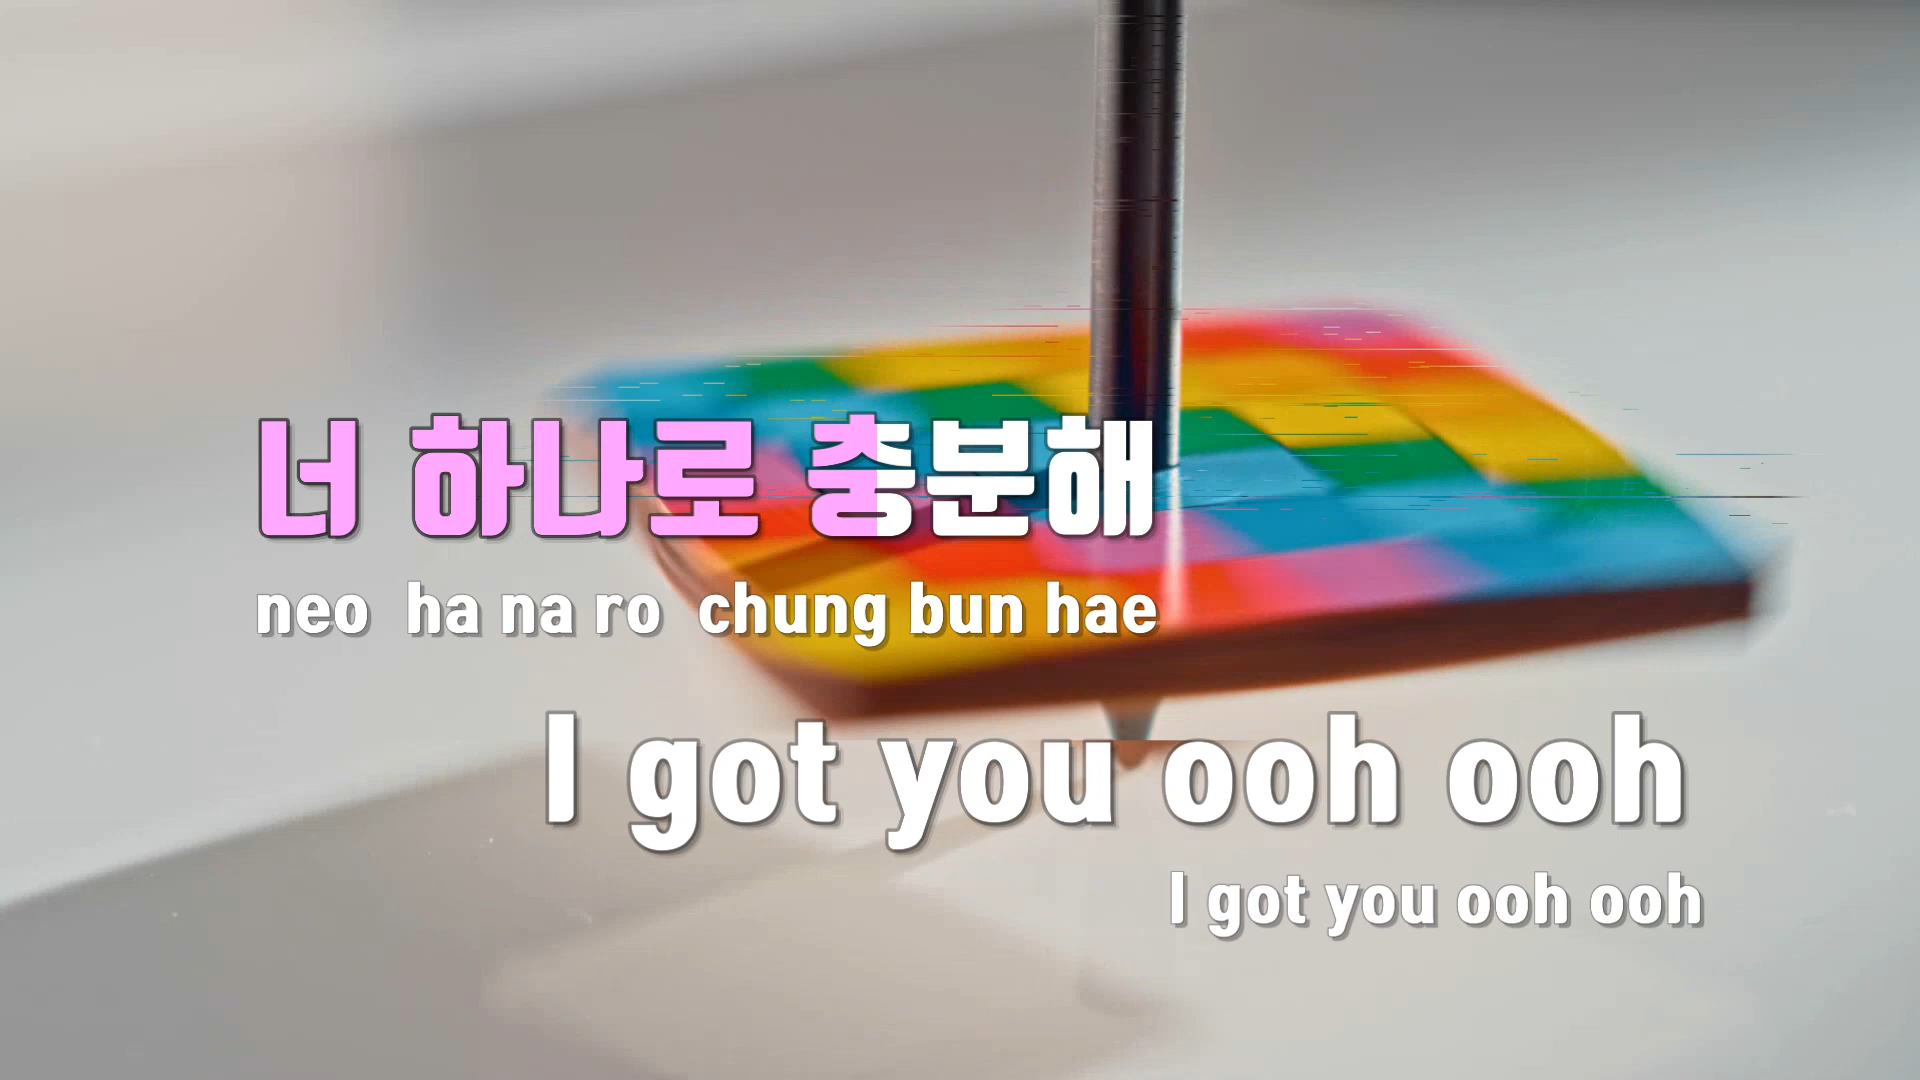 너 하나로 충분해
neo ha na ro chung bun hae
I got you ooh ooh
I got you ooh ooh